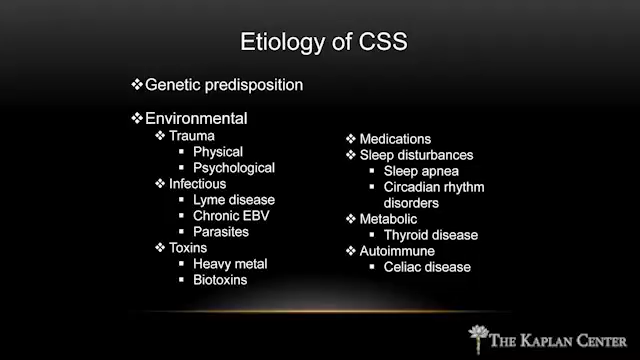 Etiology of CSS
❖Genetic predisposition
❖Environmental
❖ Trauma
▪ Physical
▪ Psychological
❖ Infectious
▪ Lyme disease
▪ Chronic EBV
▪ Parasites
❖ Toxins
▪ Heavy metal
▪ Biotoxins
❖ Medications
❖ Sleep disturbances
▪ Sleep apnea
▪ Circadian rhythm
disorders
❖ Metabolic
▪ Thyroid disease
❖ Autoimmune
▪ Celiac disease
THE KAPLAN CENTER